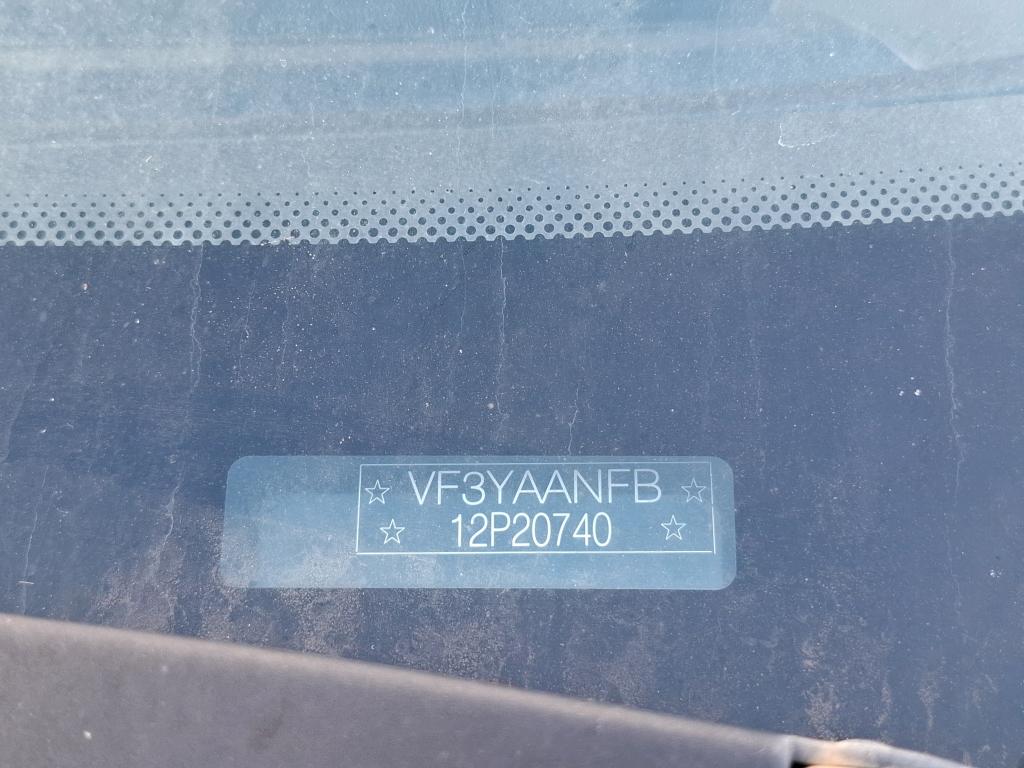 ☆ VF3YAANFB ☆
☆ 12P20740 ☆